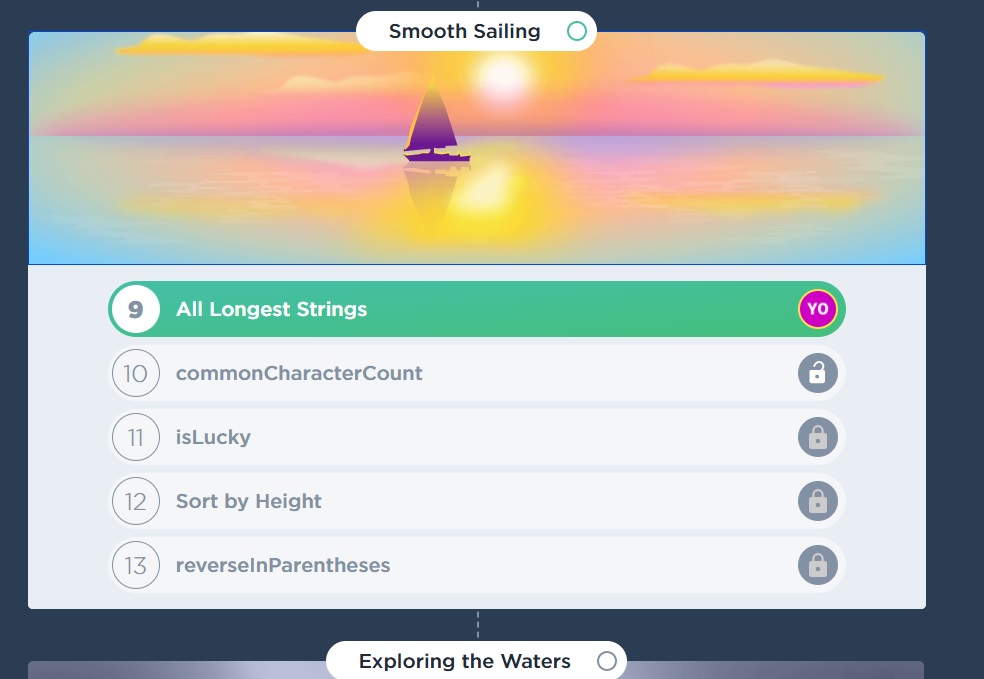 Smooth Sailing
9 All Longest Strings YO
10 commonCharacterCount
11 isLucky
12 Sort by Height
13 reverseInParentheses
Exploring the Waters